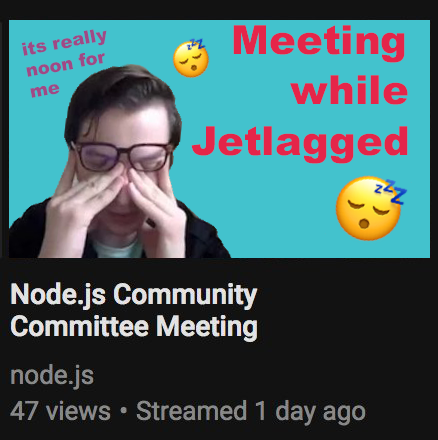 its really
noon for
me
Meeting
while
Jetlagged
Node.js Community
Committee Meeting
node.js
47 views • Streamed 1 day ago